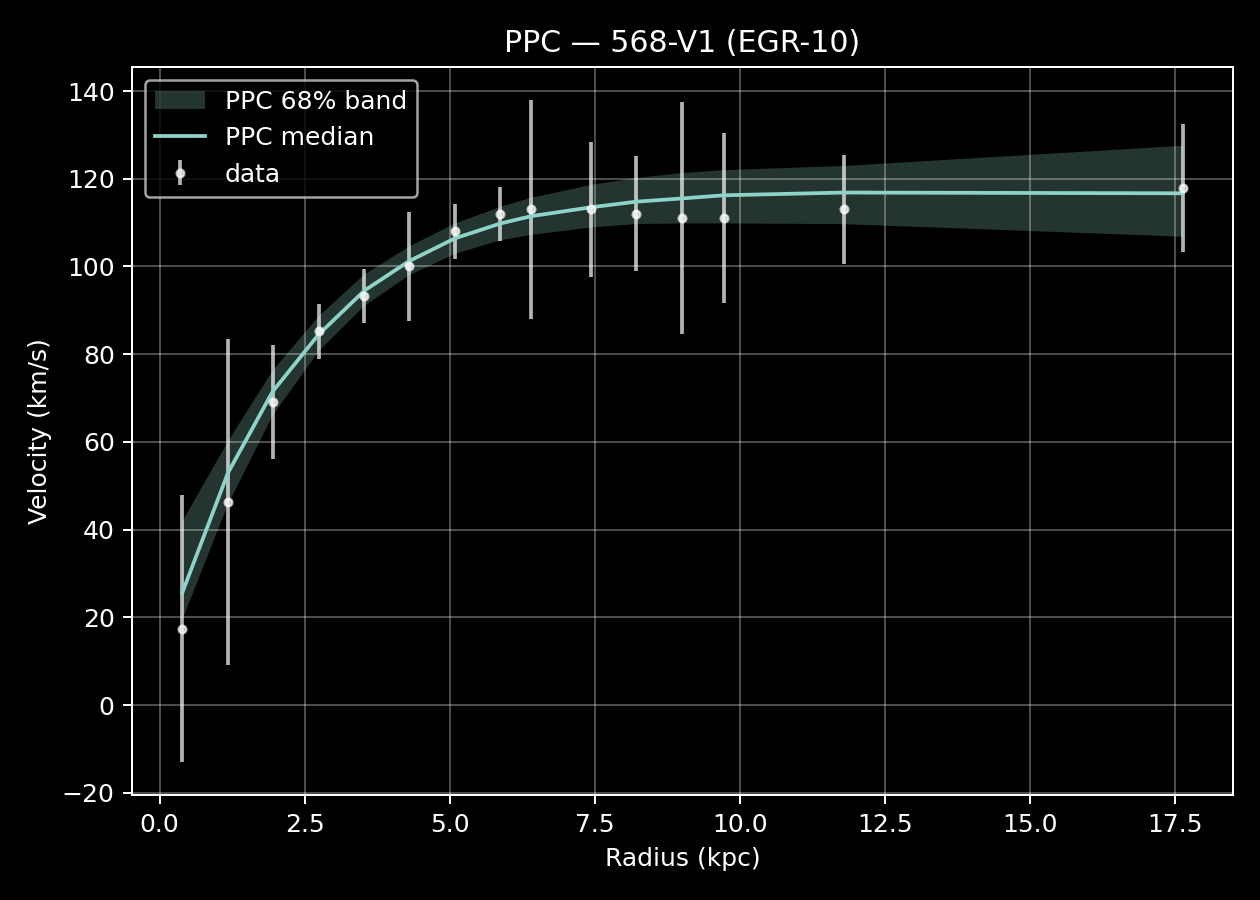 PPC — 568-V1 (EGR-10)
PPC 68% band
PPC median
data
Velocity (km/s)
140
120
100
80
60
40
20
0
−20
0.0 2.5 5.0 7.5 10.0 12.5 15.0 17.5
Radius (kpc)